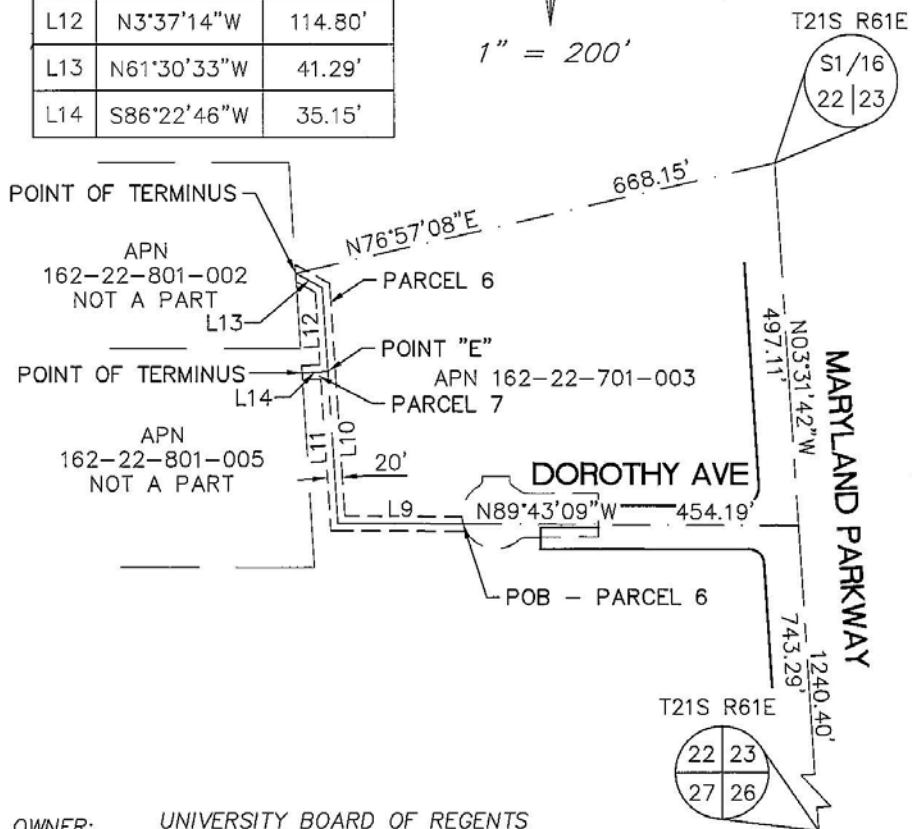 L12 N3°37'14"W 114.80'
L13 N61°30'33"W 41.29'
L14 S86°22'46"W 35.15'
1" = 200'
T21S R61E
S1/16
22 23
POINT OF TERMINUS
668.15'
N76°57'08"E
APN
162-22-801-002
NOT A PART
PARCEL 6
L13
L12
POINT "E"
POINT OF TERMINUS
APN 162-22-701-003
L14
PARCEL 7
N03°31'42"W
497.11'
MARYLAND PARKWAY
APN
162-22-801-005
NOT A PART
L11
L10
20'
DOROTHY AVE
L9
N89°43'09"W 454.19'
POB - PARCEL 6
743.29'
1240.40'
T21S R61E
22 23
27 26
OWNER: UNIVERSITY BOARD OF REGENTS